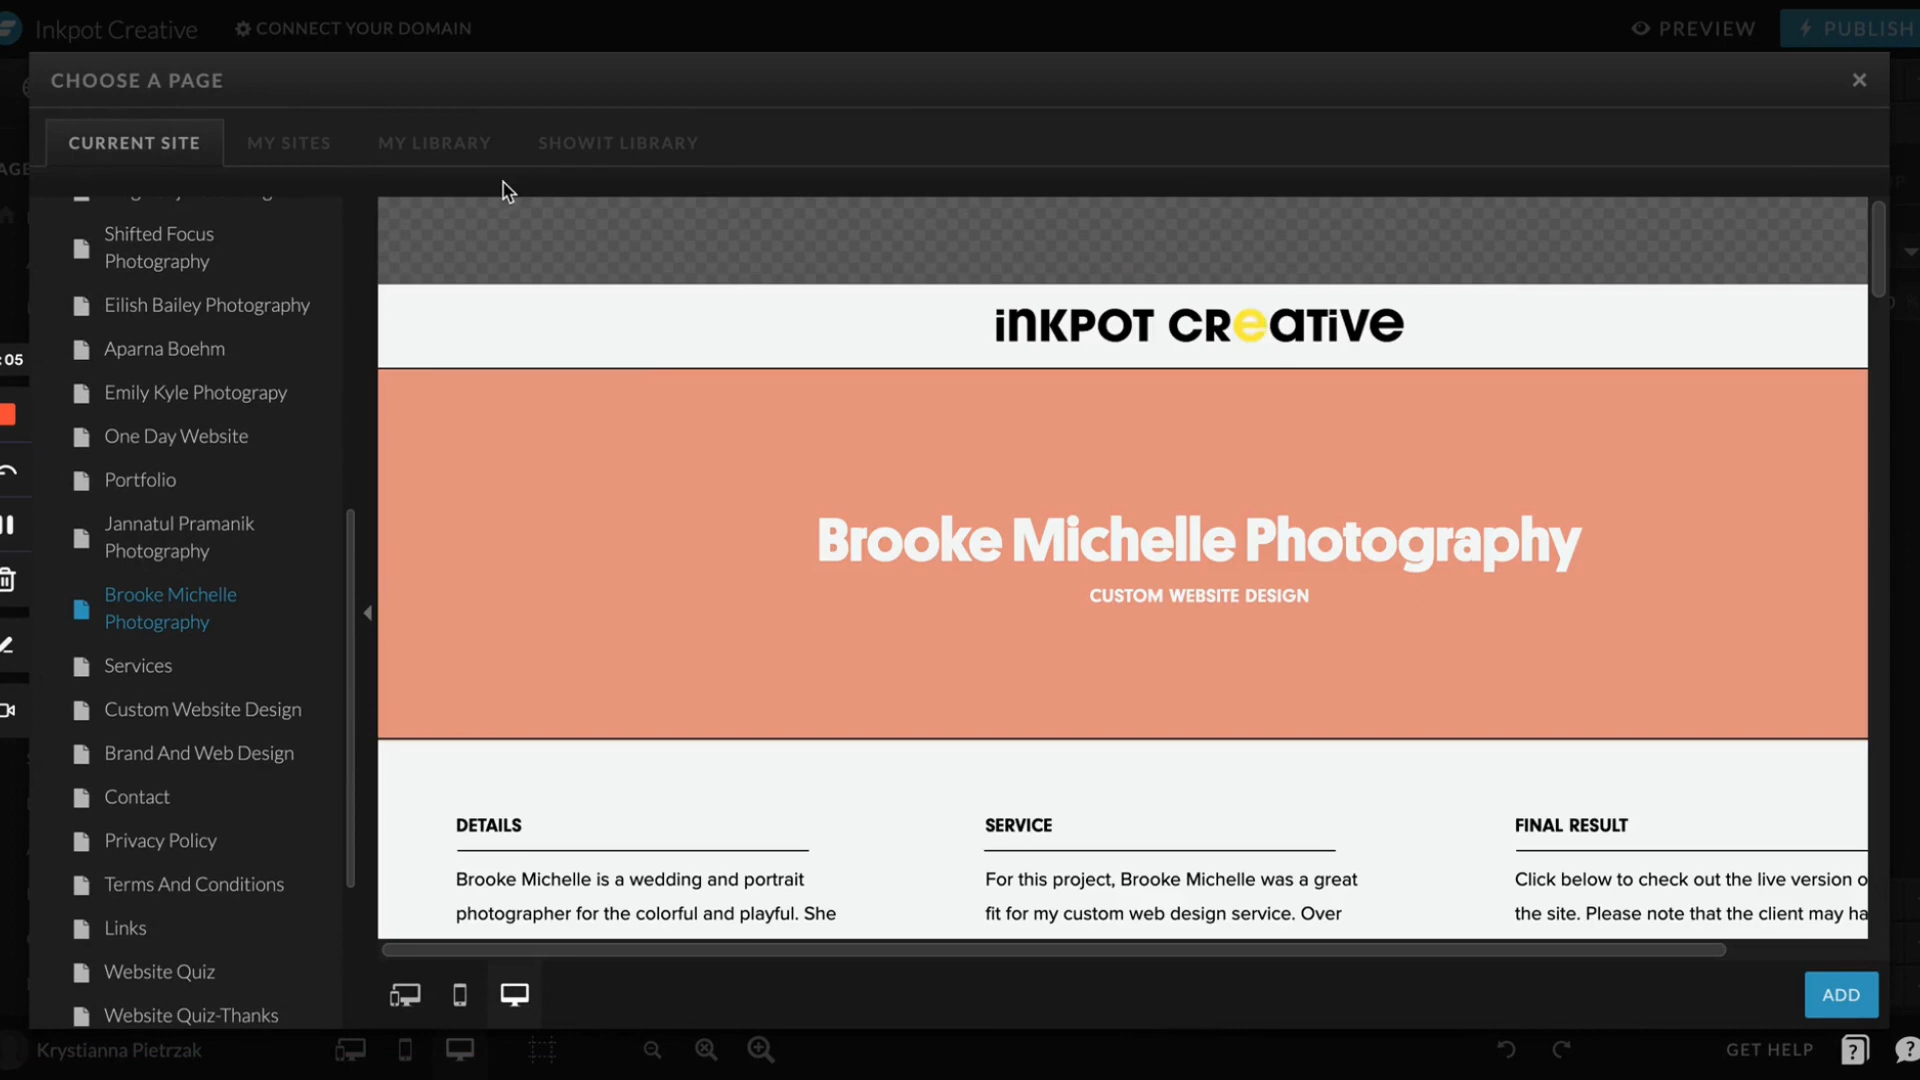 Inkpot Creative
CONNECT YOUR DOMAIN
PREVIEW
PUBLISH
CHOOSE A PAGE
CURRENT SITE
MY SITES
MY LIBRARY
SHOWIT LIBRARY
Shifted Focus
Photography
Eilish Bailey Photography
Aparna Boehm
Emily Kyle Photograpy
One Day Website
Portfolio
Jannatul Pramanik
Photography
Brooke Michelle
Photography
Services
Custom Website Design
Brand And Web Design
Contact
Privacy Policy
Terms And Conditions
Links
Website Quiz
Website Quiz-Thanks
:05
iNKPOT CReATiVe
Brooke Michelle Photography
CUSTOM WEBSITE DESIGN
DETAILS
Brooke Michelle is a wedding and portrait
photographer for the colorful and playful. She
SERVICE
For this project, Brooke Michelle was a great
fit for my custom web design service. Over
FINAL RESULT
Click below to check out the live version o
the site. Please note that the client may ha
ADD
Krystianna Pietrzak
GET HELP